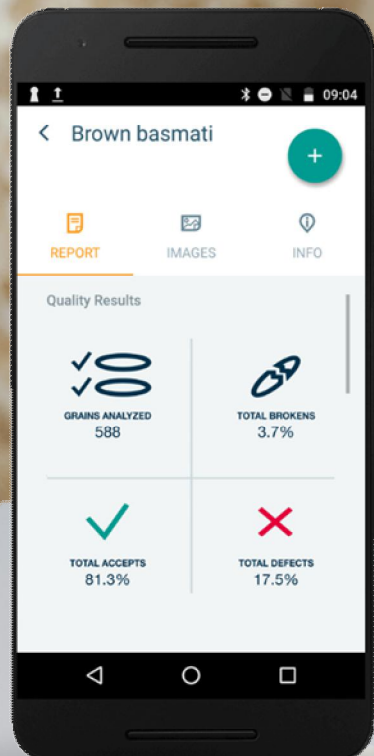 09:04
Brown basmati
+
REPORT
IMAGES
INFO
Quality Results
GRAINS ANALYZED
588
TOTAL BROKENS
3.7%
TOTAL ACCEPTS
81.3%
TOTAL DEFECTS
17.5%